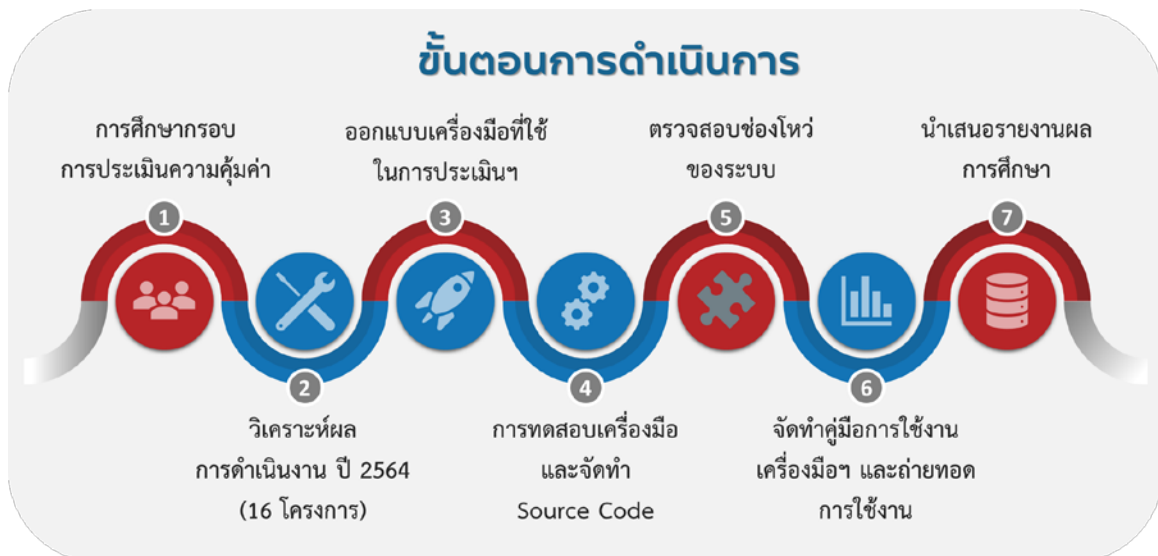 ขั้นตอนการดำเนินการ
1
การศึกษากรอบ
การประเมินความคุ้มค่า
2
วิเคราะห์ผล
การดำเนินงาน ปี 2564
(16 โครงการ)
3
ออกแบบเครื่องมือที่ใช้
ในการประเมินฯ
4
การทดสอบเครื่องมือ
และจัดทำ
Source Code
5
ตรวจสอบช่องโหว่
ของระบบ
6
จัดทำคู่มือการใช้งาน
เครื่องมือฯ และถ่ายทอด
การใช้งาน
7
นำเสนอรายงานผล
การศึกษา